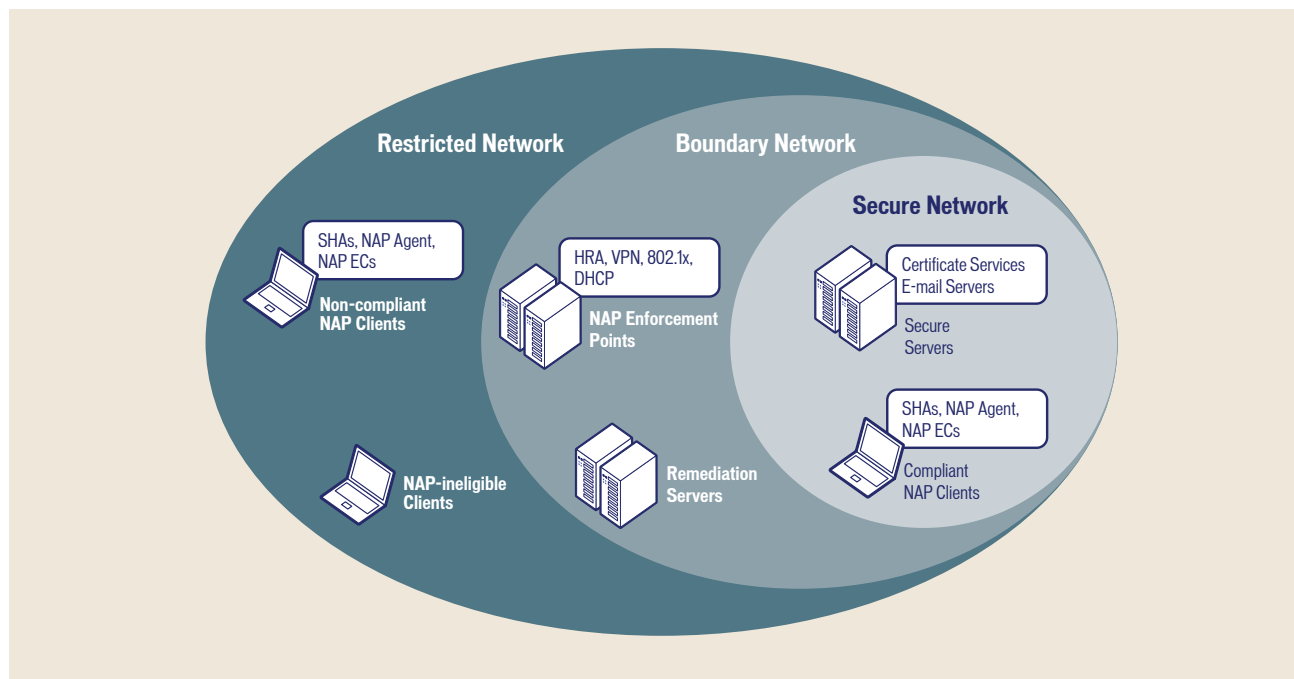 Restricted Network
Boundary Network
Secure Network
SHAs, NAP Agent,
NAP ECs
Non-compliant
NAP Clients
NAP-ineligible
Clients
HRA, VPN, 802.1x,
DHCP
NAP Enforcement
Points
Remediation
Servers
Certificate Services
E-mail Servers
Secure
Servers
SHAs, NAP Agent,
NAP ECs
Compliant
NAP Clients